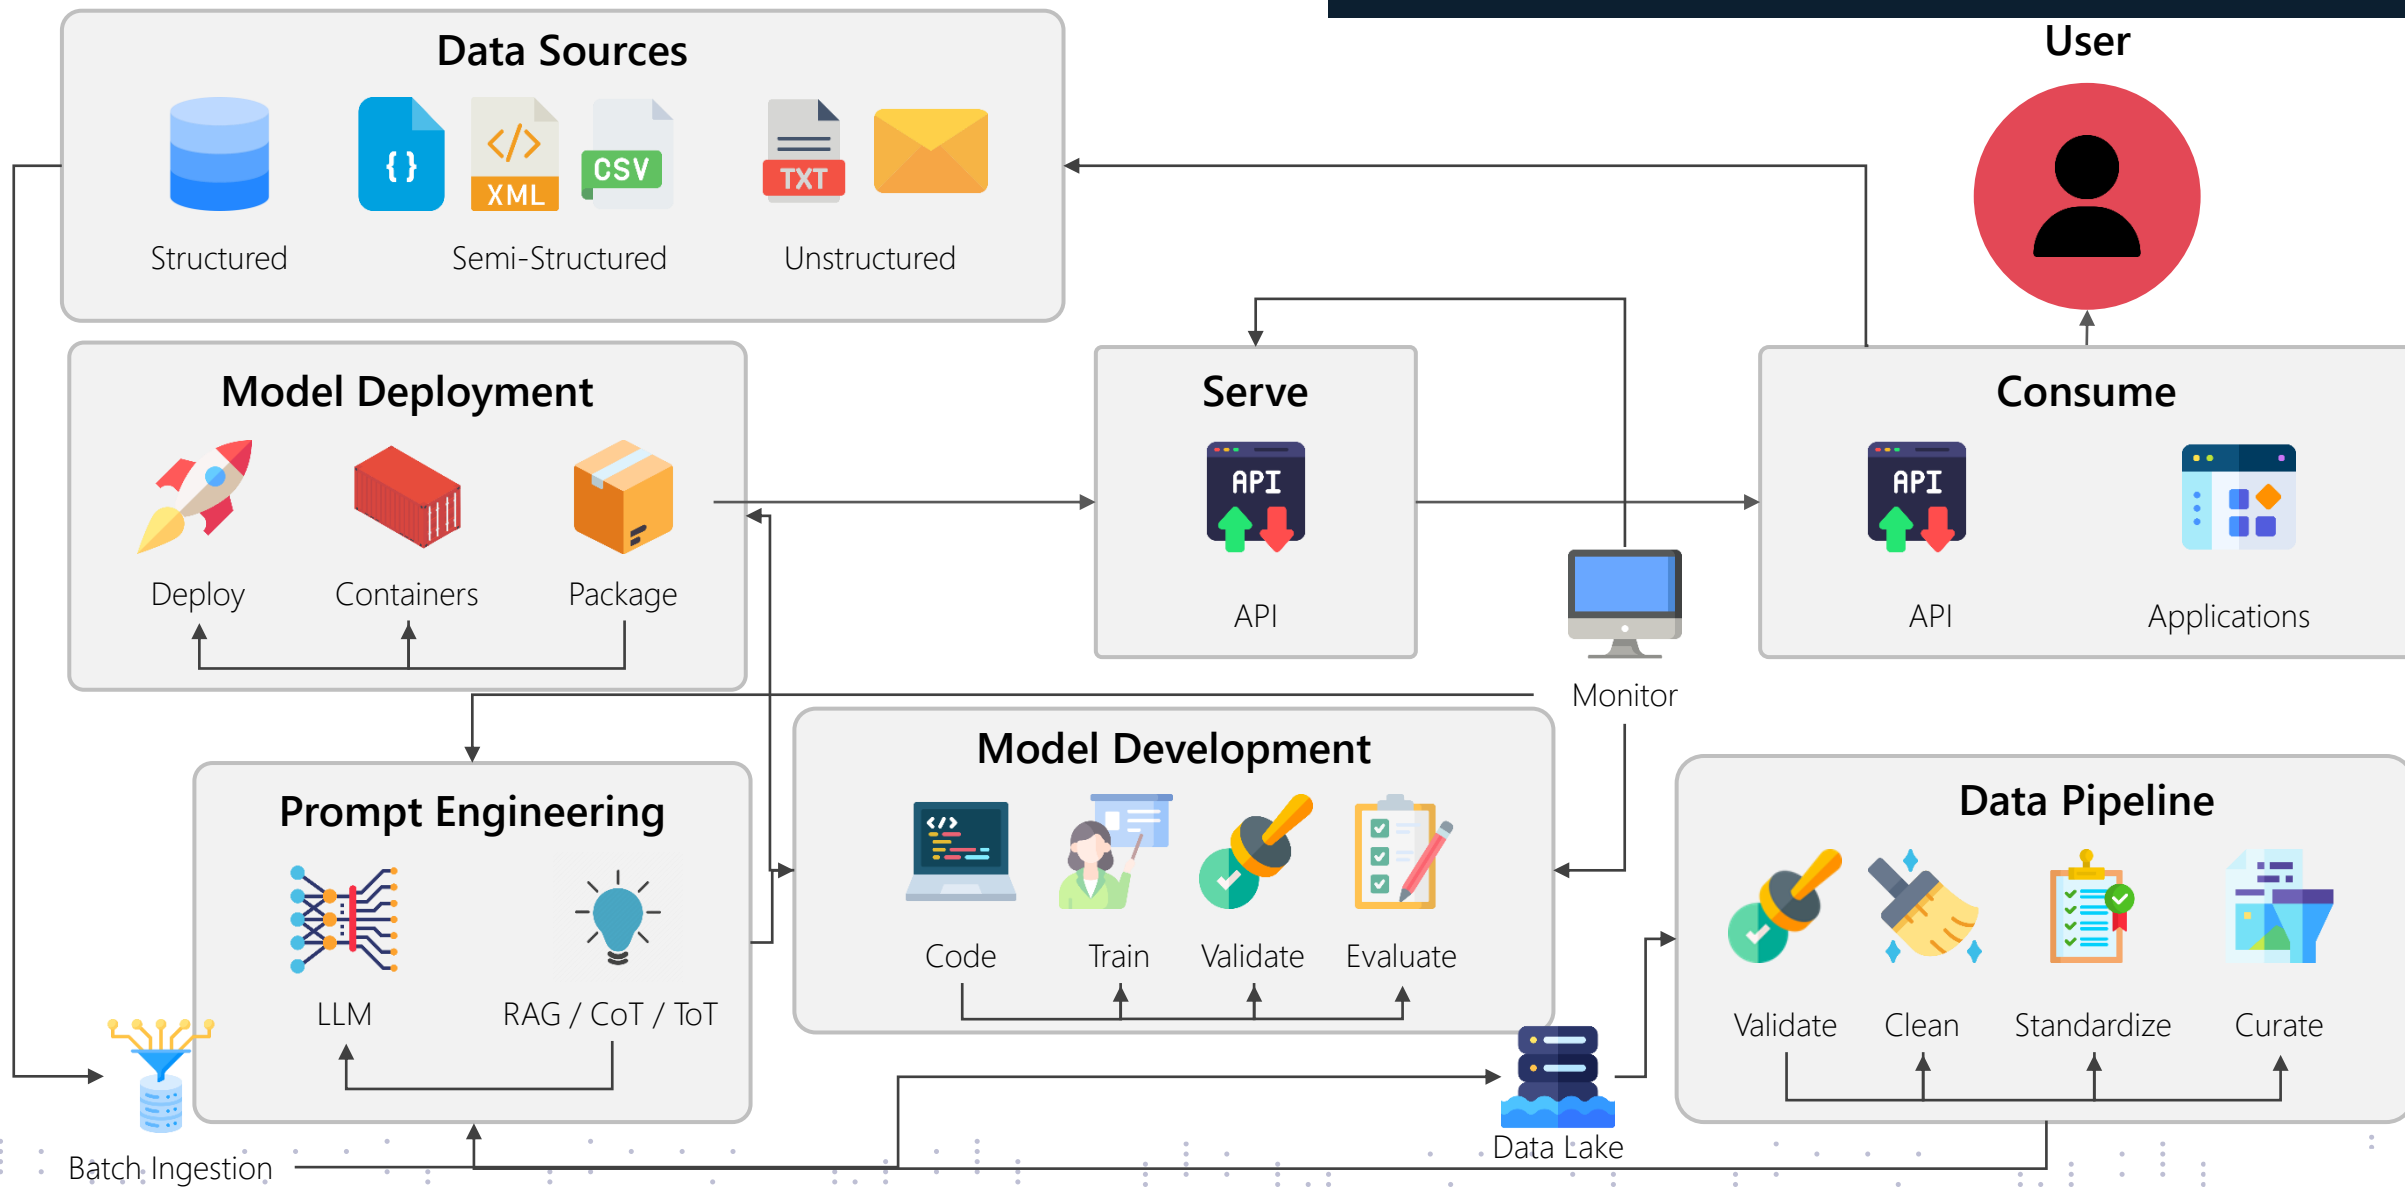 Data Sources
User
{}
</>
XML
CSV
TXT
Structured
Semi-Structured
Unstructured
Model Deployment
Serve
Consume
API
API
Deploy
Containers
Package
API
API
Applications
Monitor
Model Development
Prompt Engineering
Data Pipeline
</>
Code
Train
Validate
Evaluate
LLM
RAG / CoT / ToT
Validate
Clean
Standardize
Curate
Data Lake
Batch Ingestion